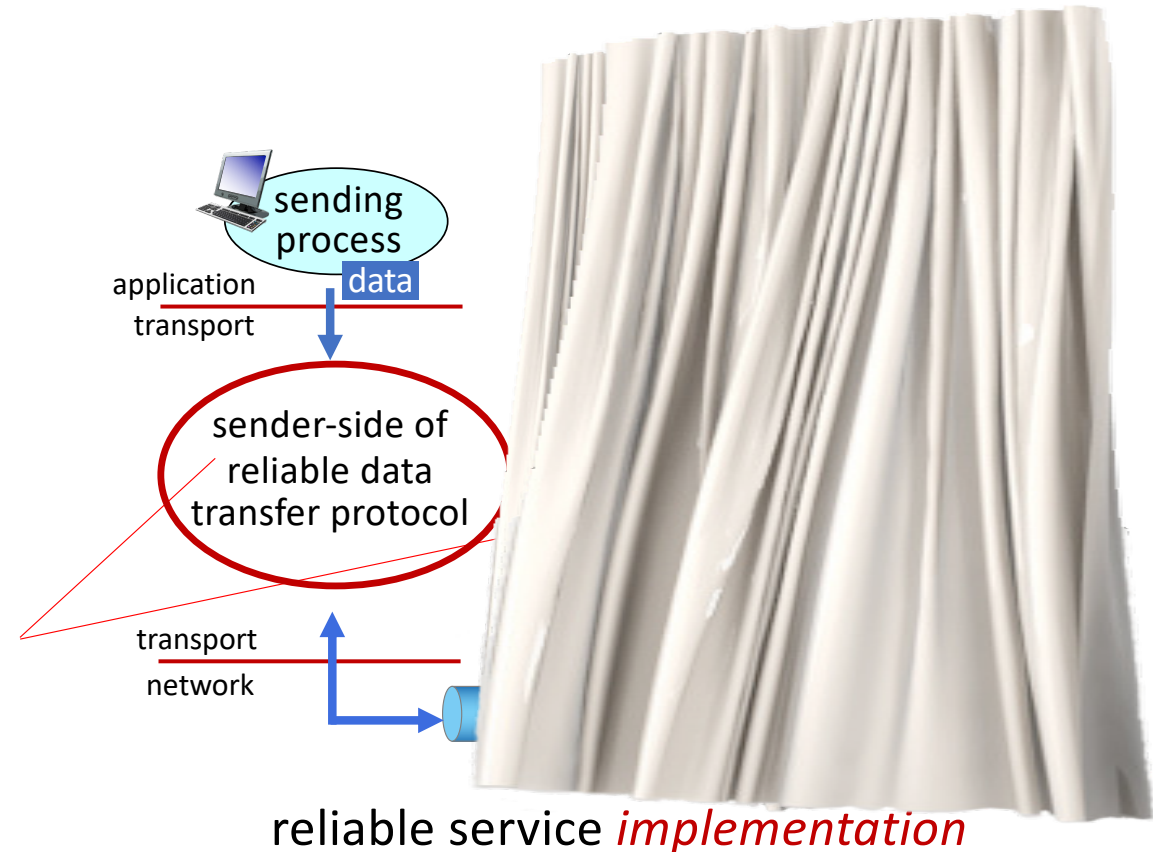 sending
process
data
application
transport
sender-side of
reliable data
transfer protocol
transport
network
reliable service implementation